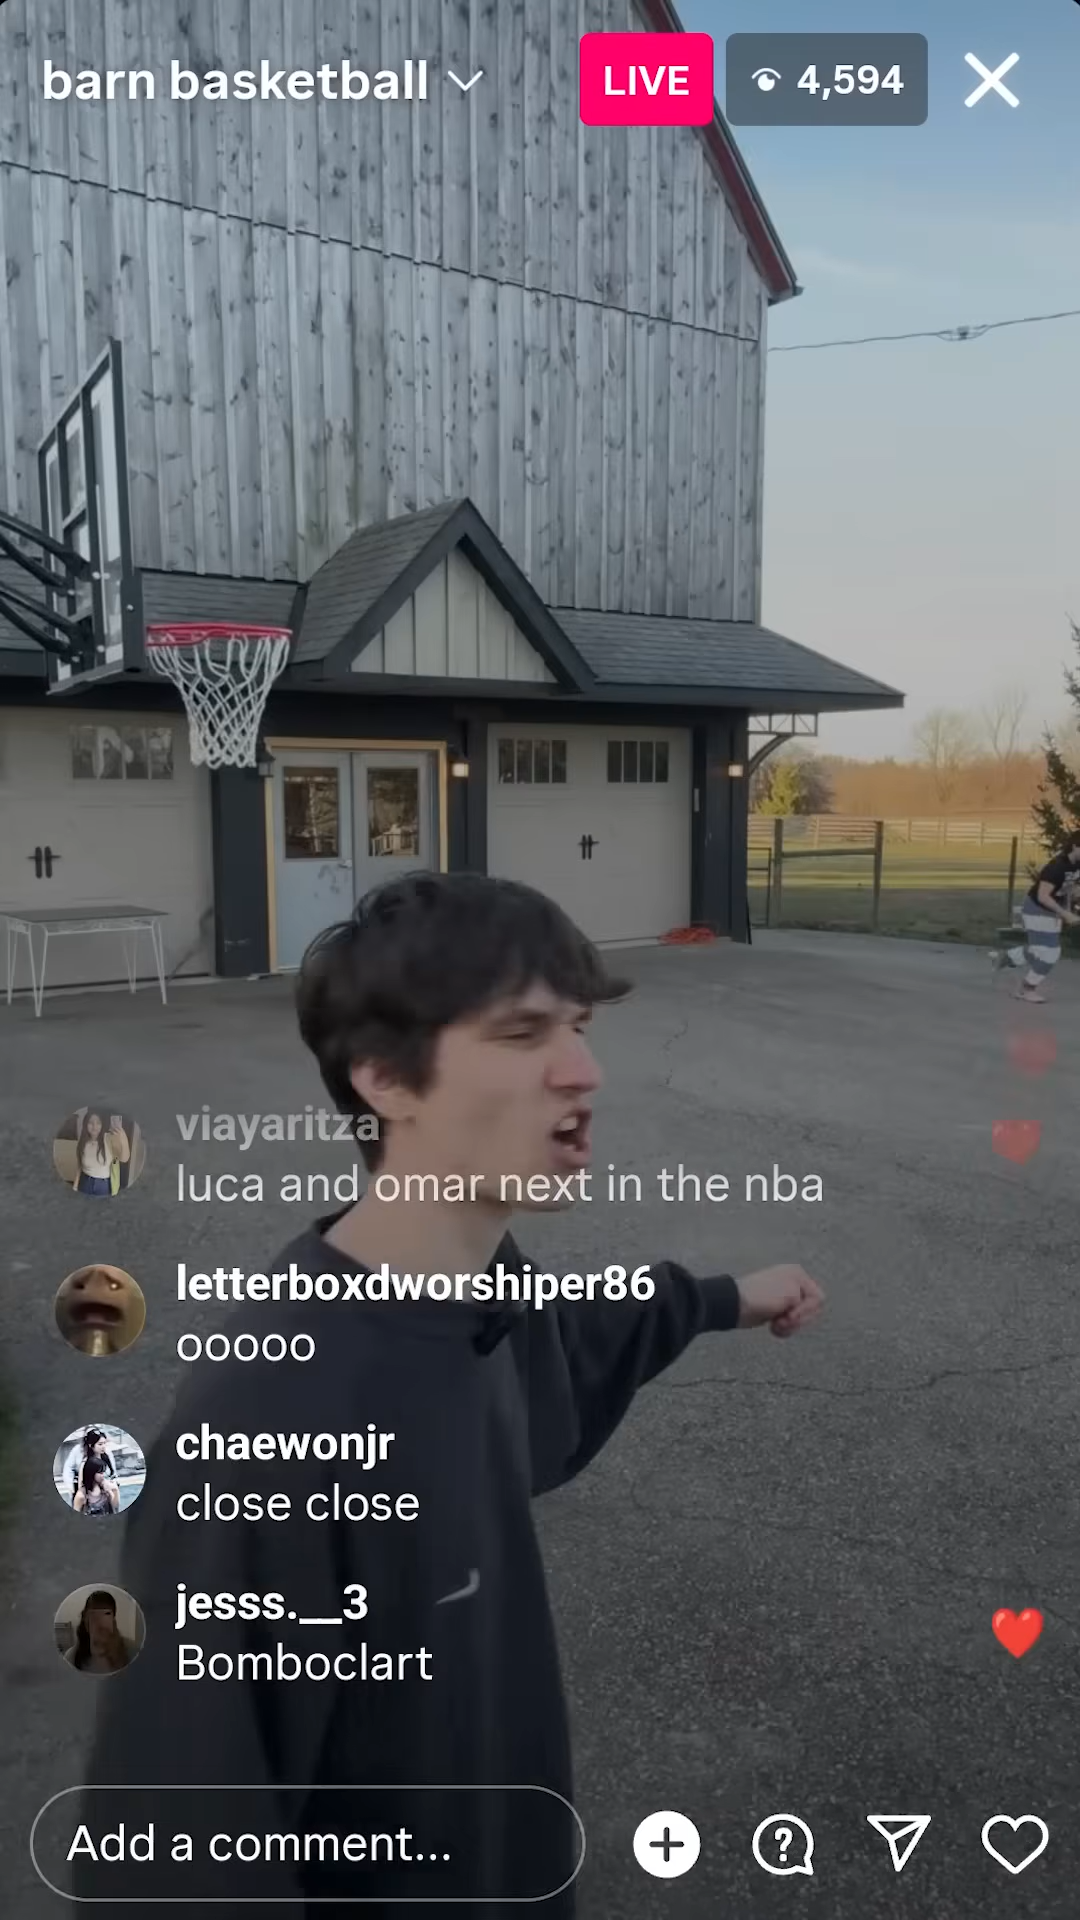 barn basketball
LIVE
4,594
viayaritza
luca and omar next in the nba
letterboxdworshiper86
ooooo
chaewonjr
close close
jesss.__3
Bomboclart
Add a comment...